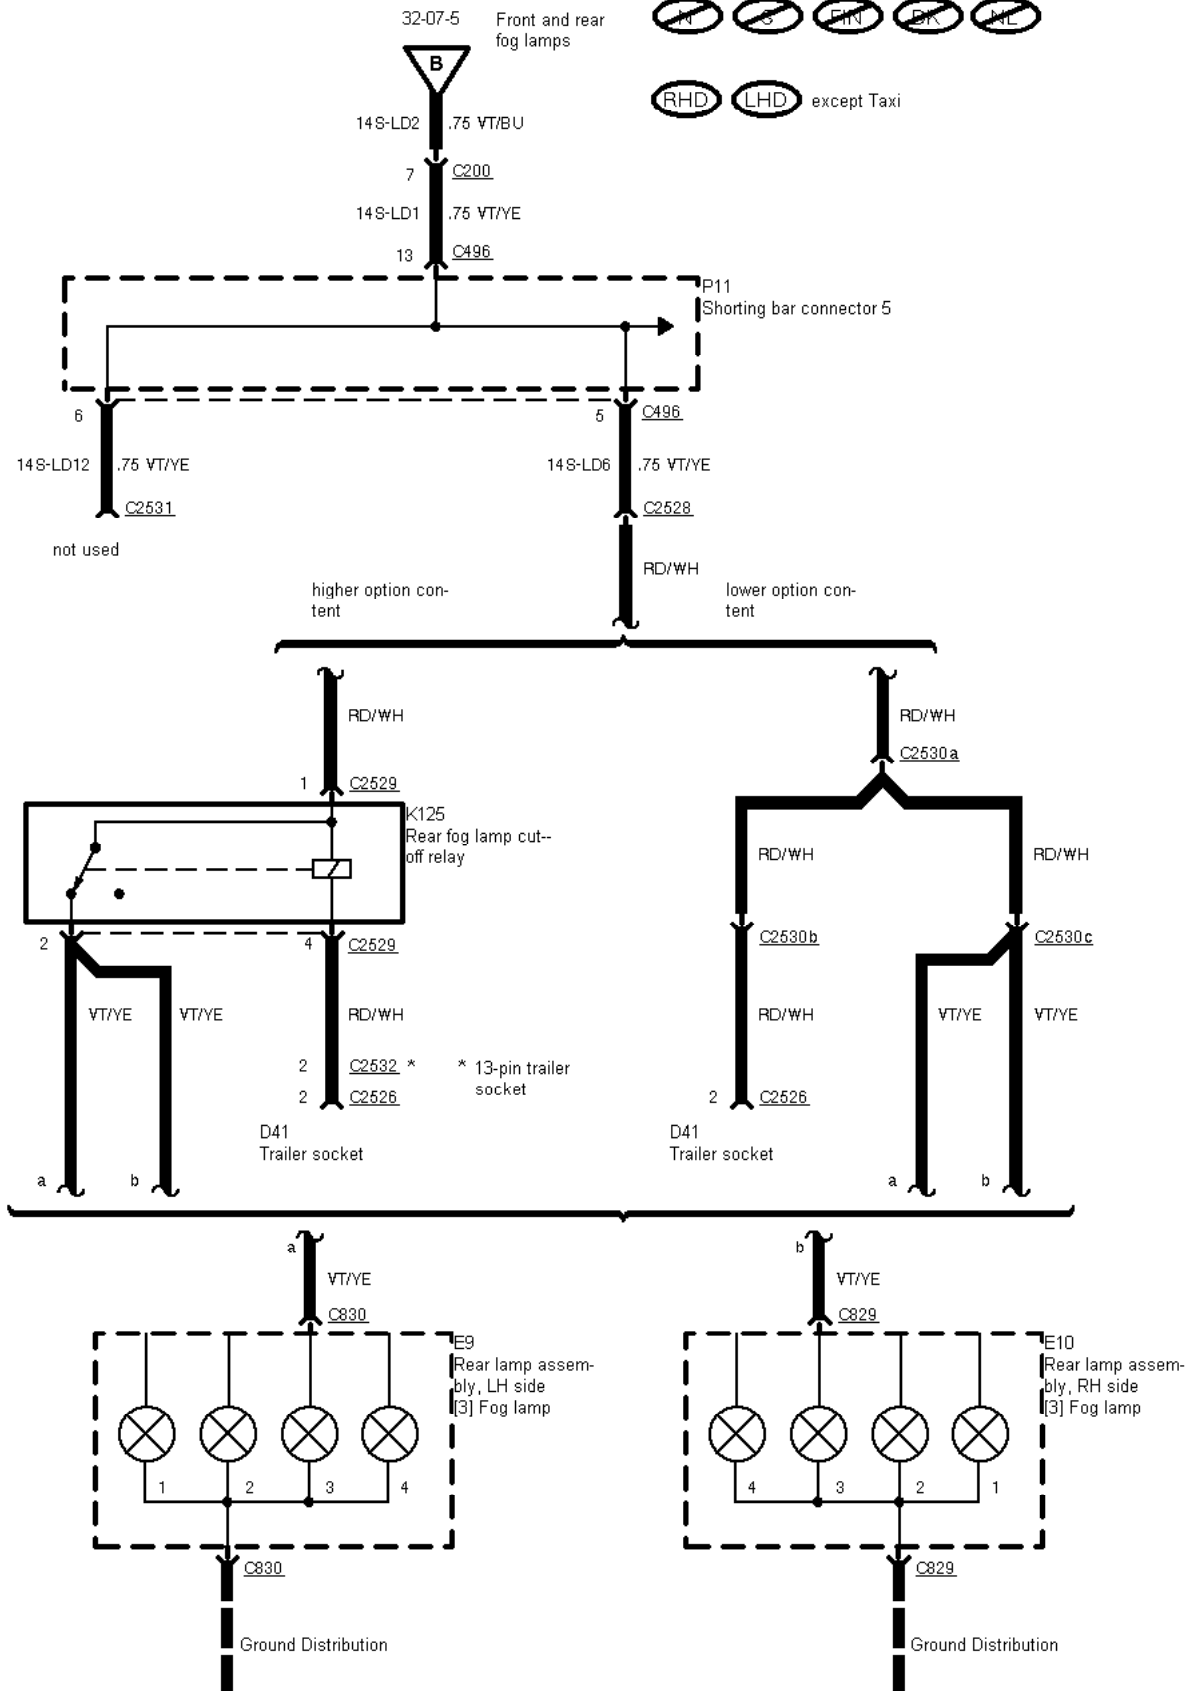 32-07-5
Front and rear
fog lamps
N
S
FIN
DK
NL
B
RHD
LHD
except Taxi
14S-LD2
.75 VT/BU
7
C200
14S-LD1
.75 VT/YE
13
C496
P11
Shorting bar connector 5
6
5
C496
14S-LD12
.75 VT/YE
14S-LD6
.75 VT/YE
C2531
C2528
not used
RD/WH
higher option con-
tent
lower option con-
tent
RD/WH
RD/WH
C2530a
1
C2529
K125
Rear fog lamp cut--
off relay
RD/WH
RD/WH
2
4
C2529
C2530b
C2530c
VT/YE
VT/YE
RD/WH
RD/WH
VT/YE
VT/YE
2
C2532 *
* 13-pin trailer
socket
2
C2526
2
C2526
D41
Trailer socket
D41
Trailer socket
a
b
a
b
a
b
VT/YE
VT/YE
C830
C829
E9
Rear lamp assem-
bly, LH side
[3] Fog lamp
E10
Rear lamp assem-
bly, RH side
[3] Fog lamp
1
2
3
4
4
3
2
1
C830
C829
Ground Distribution
Ground Distribution